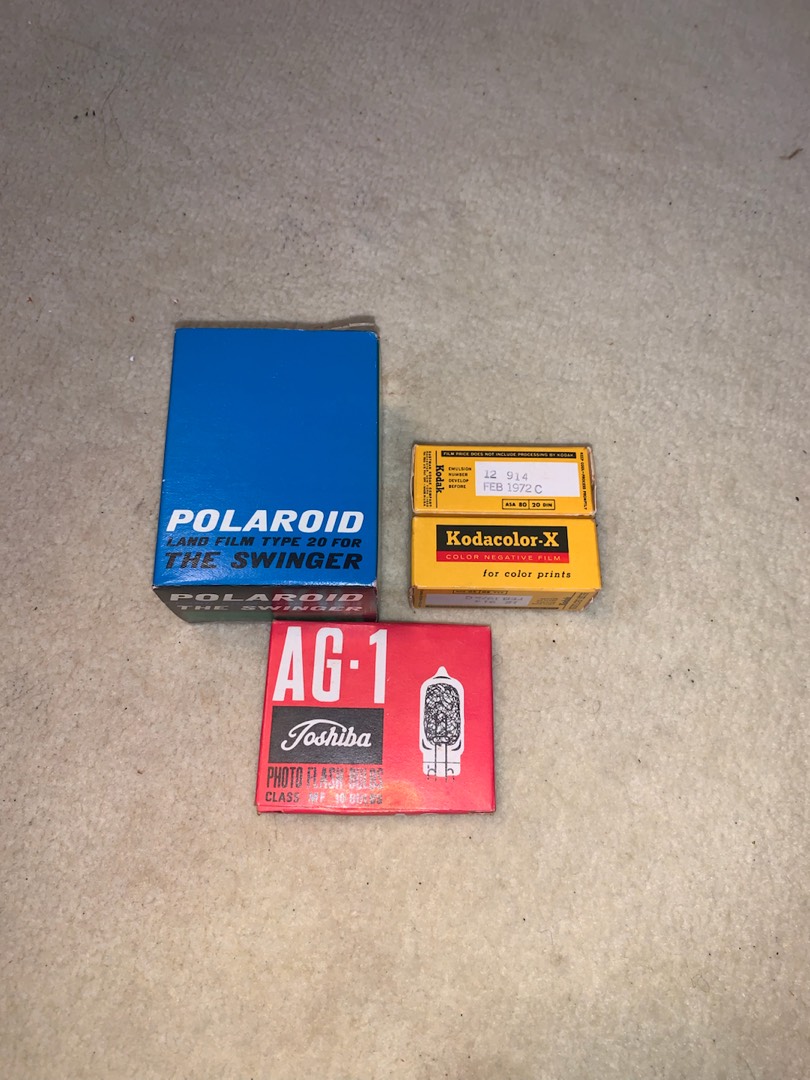 POLAROID
LAND FILM TYPE 20 FOR
THE SWINGER
POLAROID
THE SWINGER
FILM PRICE DOES NOT INCLUDE PROCESSING BY KODAK
Kodak
EMULSION
NUMBER
DEVELOP
BEFORE
12 914
FEB 1972 C
ASA 80 20 DIN
Kodacolor-X
COLOR NEGATIVE FILM
for color prints
AG-1
Toshiba
PHOTO FLASH BULBS
CLASS